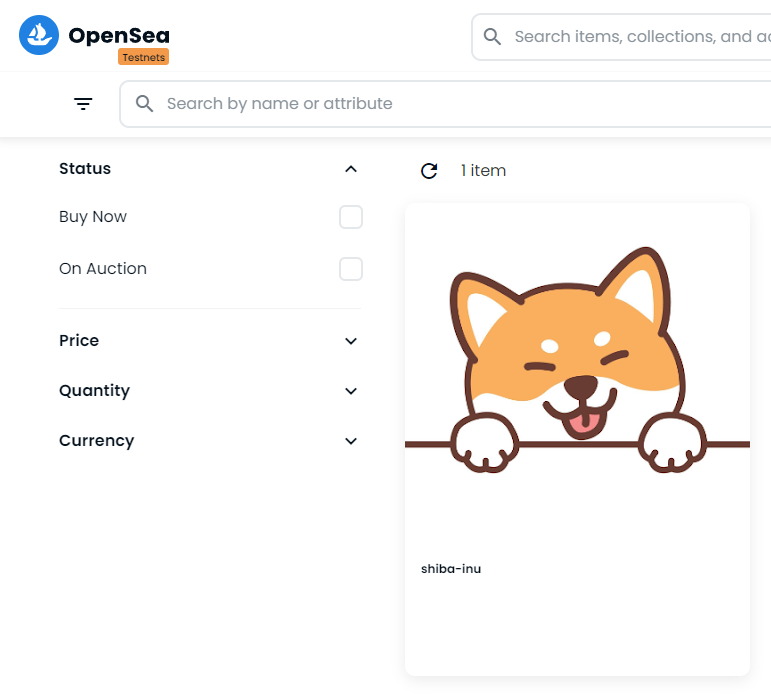 OpenSea
Testnets
Search items, collections, and
Search by name or attribute
Status
Buy Now
On Auction
Price
Quantity
Currency
1 item
shiba-inu